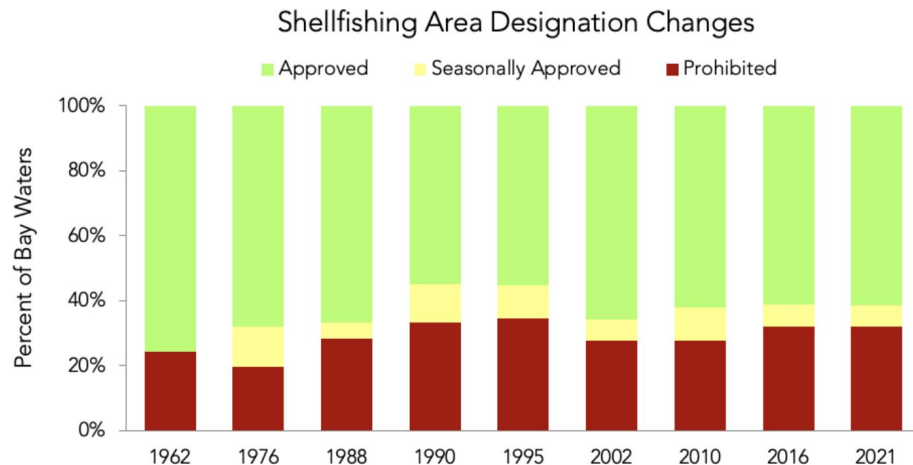 Shellfishing Area Designation Changes
Approved Seasonally Approved Prohibited
Percent of Bay Waters
100%
80%
60%
40%
20%
0%
1962 1976 1988 1990 1995 2002 2010 2016 2021